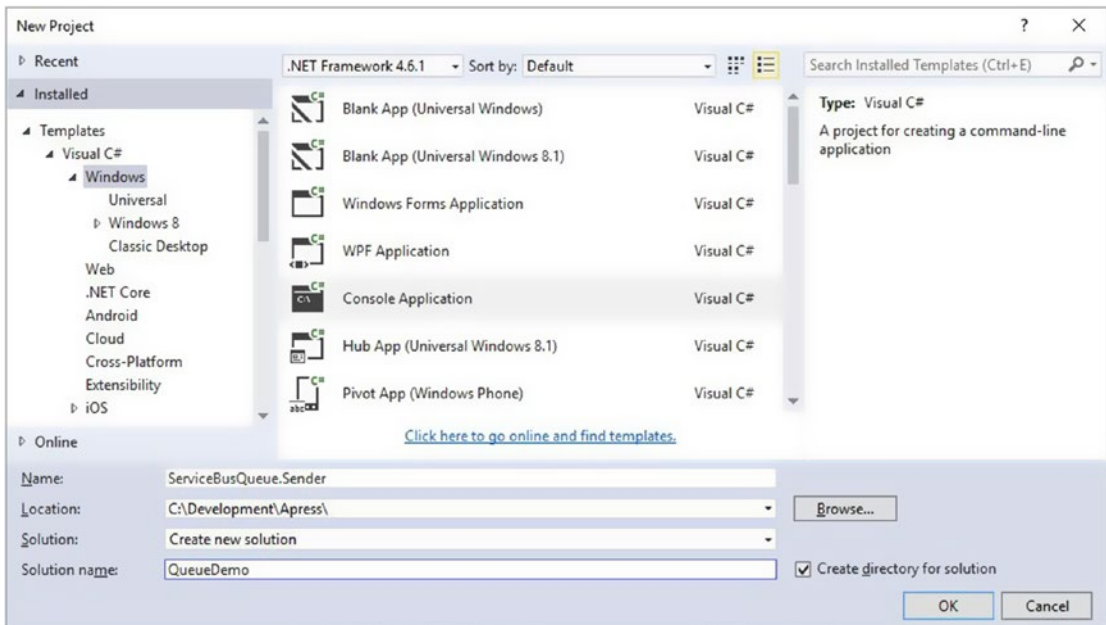 New Project
? ×
Recent
.NET Framework 4.6.1 Sort by: Default
Search Installed Templates (Ctrl+E)
Installed
Templates
Visual C#
Windows
Universal
Windows 8
Classic Desktop
Web
.NET Core
Android
Cloud
Cross-Platform
Extensibility
iOS
Online
C# Blank App (Universal Windows) Visual C#
C# Blank App (Universal Windows 8.1) Visual C#
C# Windows Forms Application Visual C#
C# WPF Application Visual C#
C# C:\ Console Application Visual C#
C# Hub App (Universal Windows 8.1) Visual C#
C# abc Pivot App (Windows Phone) Visual C#
Click here to go online and find templates.
Type: Visual C#
A project for creating a command-line
application
Name: ServiceBusQueue.Sender
Location: C:\Development\Apress\
Browse...
Solution: Create new solution
Solution name: QueueDemo
Create directory for solution
OK Cancel